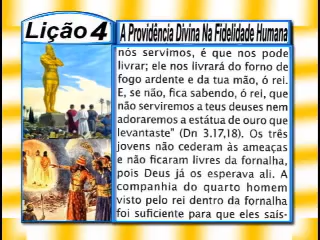 Lição 4
A Providência Divina Na Fidelidade Humana
nós servimos, é que nos pode
livrar; ele nos livrará do forno de
fogo ardente e da tua mão, ó rei.
E, se não, fica sabendo, ó rei, que
não serviremos a teus deuses nem
adoraremos a estátua de ouro que
levantaste" (Dn 3.17,18). Os três
jovens não cederam às ameaças
e não ficaram livres da fornalha,
pois Deus já os esperava ali. A
companhia do quarto homem
visto pelo rei dentro da fornalha
foi suficiente para que eles saís-